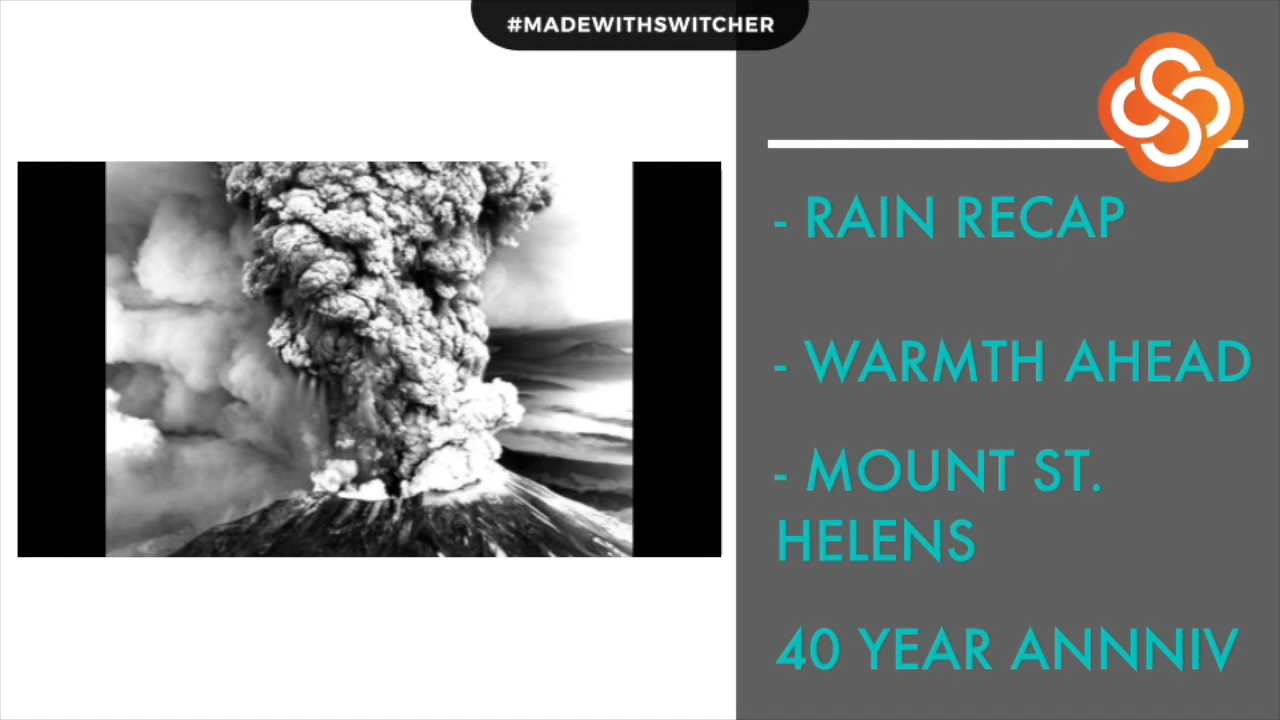 #MADEWITHSWITCHER
- RAIN RECAP
- WARMTH AHEAD
- MOUNT ST.
HELENS
40 YEAR ANNNIV